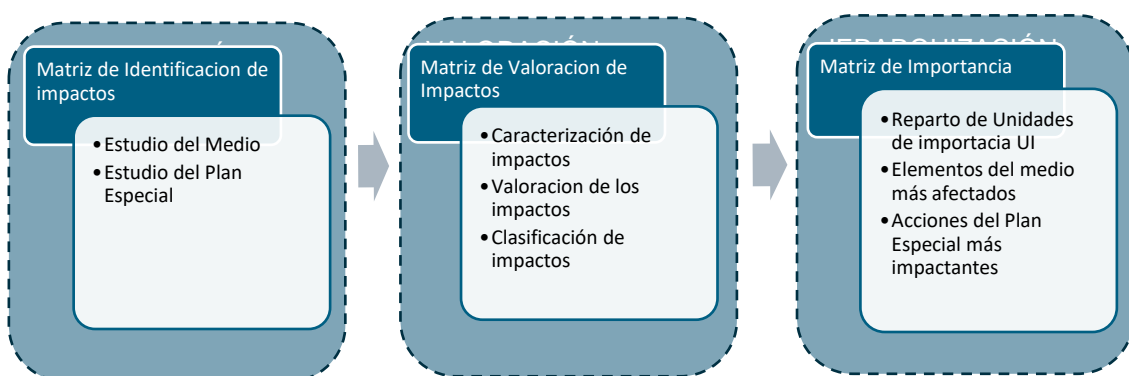 VALORACIÓN
JERARQUIZACIÓN
Matriz de Identificacion de
impactos
•Estudio del Medio
•Estudio del Plan
Especial
Matriz de Valoracion de
Impactos
•Caracterización de
impactos
•Valoracion de los
impactos
•Clasificación de
impactos
Matriz de Importancia
•Reparto de Unidades
de importacia UI
•Elementos del medio
más afectados
•Acciones del Plan
Especial más
impactantes